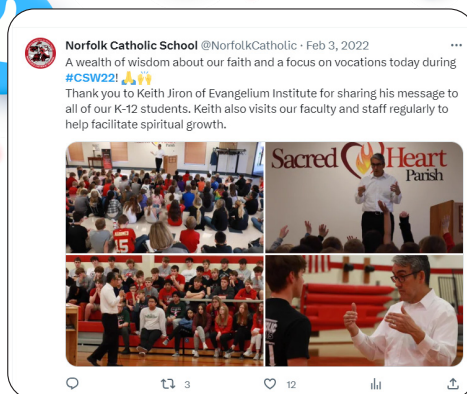 Norfolk Catholic School @NorfolkCatholic · Feb 3, 2022
A wealth of wisdom about our faith and a focus on vocations today during
#CSW22! 🙏🙌
Thank you to Keith Jiron of Evangelium Institute for sharing his message to
all of our K-12 students. Keith also visits our faculty and staff regularly to
help facilitate spiritual growth.
Sacred Heart
Parish
15
3
12